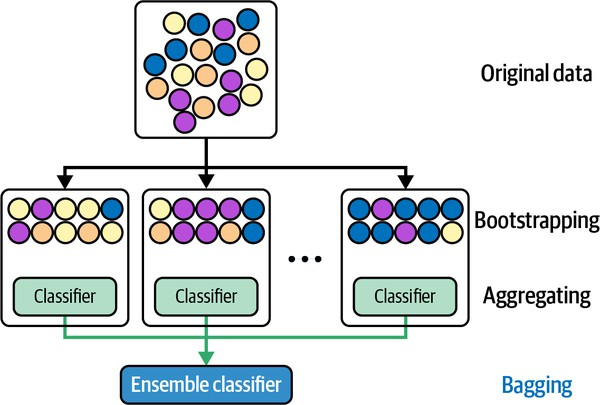 Original data
Bootstrapping
...
Classifier
Classifier
Classifier
Aggregating
Ensemble classifier
Bagging